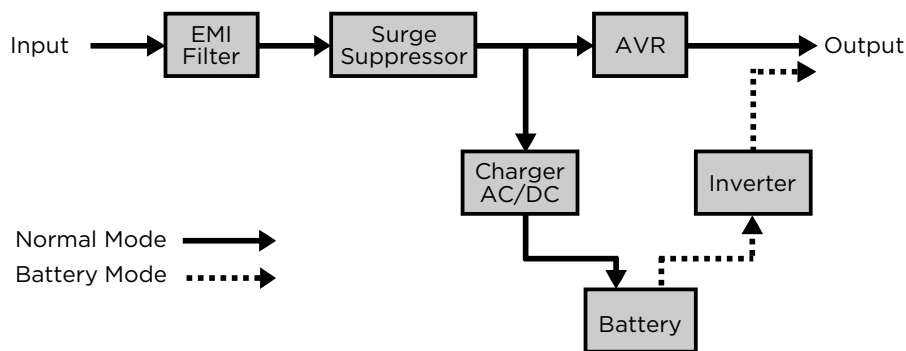 Input
EMI
Filter
Surge
Suppressor
AVR
Output
Charger
AC/DC
Inverter
Normal Mode
Battery Mode
Battery